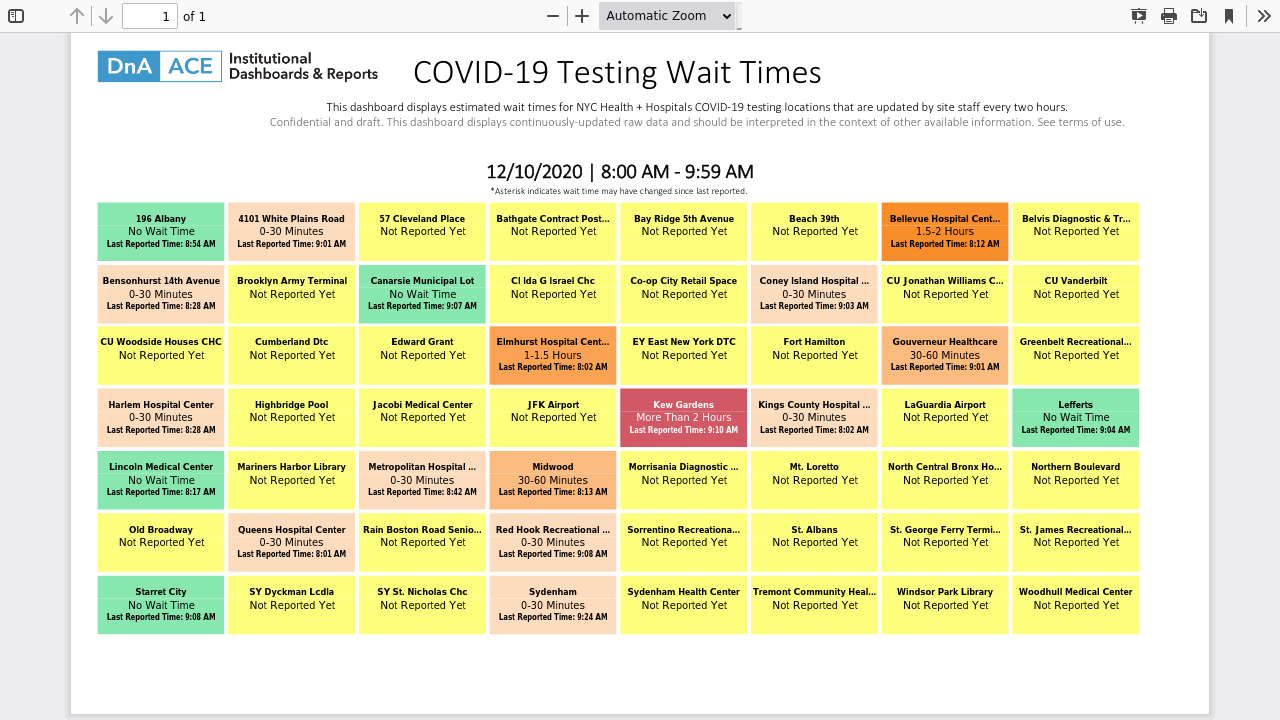 1
of 1
Automatic Zoom
DnA ACE Institutional
Dashboards & Reports
COVID-19 Testing Wait Times
This dashboard displays estimated wait times for NYC Health + Hospitals COVID-19 testing locations that are updated by site staff every two hours.
Confidential and draft. This dashboard displays continuously-updated raw data and should be interpreted in the context of other available information. See terms of use.
12/10/2020 | 8:00 AM - 9:59 AM
*Asterisk indicates wait time may have changed since last reported.
196 Albany
No Wait Time
Last Reported Time: 8:54 AM
4101 White Plains Road
0-30 Minutes
Last Reported Time: 9:01 AM
57 Cleveland Place
Not Reported Yet
Bathgate Contract Post...
Not Reported Yet
Bay Ridge 5th Avenue
Not Reported Yet
Beach 39th
Not Reported Yet
Bellevue Hospital Cent...
1.5-2 Hours
Last Reported Time: 8:12 AM
Belvis Diagnostic & Tr...
Not Reported Yet
Bensonhurst 14th Avenue
0-30 Minutes
Last Reported Time: 8:28 AM
Brooklyn Army Terminal
Not Reported Yet
Canarsie Municipal Lot
No Wait Time
Last Reported Time: 9:07 AM
CI Ida G Israel Chc
Not Reported Yet
Co-op City Retail Space
Not Reported Yet
Coney Island Hospital ...
0-30 Minutes
Last Reported Time: 9:03 AM
CU Jonathan Williams C...
Not Reported Yet
CU Vanderbilt
Not Reported Yet
CU Woodside Houses CHC
Not Reported Yet
Cumberland Dtc
Not Reported Yet
Edward Grant
Not Reported Yet
Elmhurst Hospital Cent...
1-1.5 Hours
Last Reported Time: 8:02 AM
EY East New York DTC
Not Reported Yet
Fort Hamilton
Not Reported Yet
Gouverneur Healthcare
30-60 Minutes
Last Reported Time: 9:01 AM
Greenbelt Recreational...
Not Reported Yet
Harlem Hospital Center
0-30 Minutes
Last Reported Time: 8:28 AM
Highbridge Pool
Not Reported Yet
Jacobi Medical Center
Not Reported Yet
JFK Airport
Not Reported Yet
Kew Gardens
More Than 2 Hours
Last Reported Time: 9:10 AM
Kings County Hospital ...
0-30 Minutes
Last Reported Time: 8:02 AM
LaGuardia Airport
Not Reported Yet
Lefferts
No Wait Time
Last Reported Time: 9:04 AM
Lincoln Medical Center
No Wait Time
Last Reported Time: 8:17 AM
Mariners Harbor Library
Not Reported Yet
Metropolitan Hospital ...
0-30 Minutes
Last Reported Time: 8:42 AM
Midwood
30-60 Minutes
Last Reported Time: 8:13 AM
Morrisania Diagnostic ...
Not Reported Yet
Mt. Loretto
Not Reported Yet
North Central Bronx Ho...
Not Reported Yet
Northern Boulevard
Not Reported Yet
Old Broadway
Not Reported Yet
Queens Hospital Center
0-30 Minutes
Last Reported Time: 8:01 AM
Rain Boston Road Senio...
Not Reported Yet
Red Hook Recreational ...
0-30 Minutes
Last Reported Time: 9:08 AM
Sorrentino Recreationa...
Not Reported Yet
St. Albans
Not Reported Yet
St. George Ferry Termi...
Not Reported Yet
St. James Recreational...
Not Reported Yet
Starret City
No Wait Time
Last Reported Time: 9:08 AM
SY Dyckman Lcdla
Not Reported Yet
SY St. Nicholas Chc
Not Reported Yet
Sydenham
0-30 Minutes
Last Reported Time: 9:24 AM
Sydenham Health Center
Not Reported Yet
Tremont Community Heal...
Not Reported Yet
Windsor Park Library
Not Reported Yet
Woodhull Medical Center
Not Reported Yet